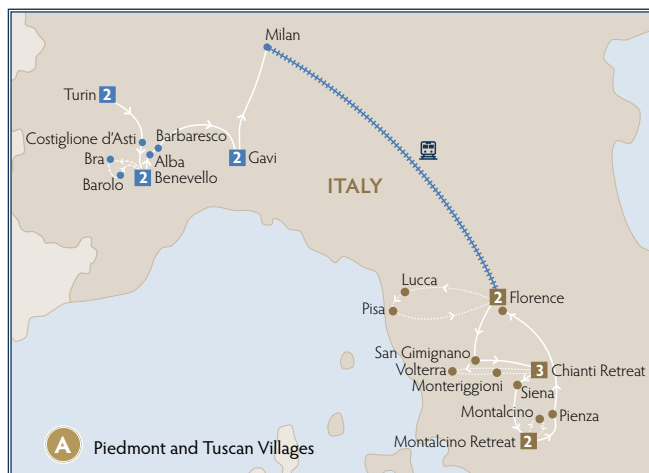 Milan
Turin 2
Costiglione d'Asti
Barbaresco
Bra
Alba
Barolo
2 Benevello
2 Gavi
ITALY
Lucca
2 Florence
Pisa
San Gimignano
Volterra
3 Chianti Retreat
Monteriggioni
Siena
Montalcino
Pienza
Montalcino Retreat 2
A Piedmont and Tuscan Villages